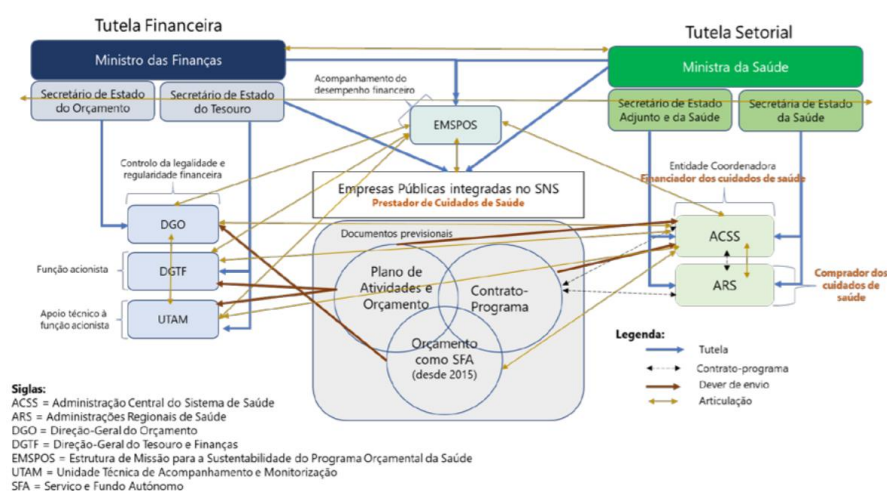 Tutela Financeira
Tutela Setorial
Ministro das Finanças
Ministra da Saúde
Secretário de Estado
do Orçamento
Secretário de Estado
do Tesouro
Acompanhamento do
desempenho financeiro
Secretário de Estado
Adjunto e da Saúde
Secretária de Estado
da Saúde
EMSPOS
Controlo da legalidade e
regularidade financeira
Entidade Coordenadora
Financiador dos cuidados de saúde
Empresas Públicas integradas no SNS
Prestador de Cuidados de Saúde
DGO
Documentos previsionais
ACSS
Função acionista
DGTF
Plano de
Atividades e
Orçamento
Contrato-
Programa
ARS
Comprador dos
cuidados de
saúde
Apoio técnico à
função acionista
UTAM
Orçamento
como SFA
(desde 2015)
Legenda:
Tutela
Contrato-programa
Dever de envio
Articulação
Siglas:
ACSS = Administração Central do Sistema de Saúde
ARS = Administrações Regionais de Saúde
DGO = Direção-Geral do Orçamento
DGTF = Direção-Geral do Tesouro e Finanças
EMSPOS = Estrutura de Missão para a Sustentabilidade do Programa Orçamental da Saúde
UTAM = Unidade Técnica de Acompanhamento e Monitorização
SFA = Serviço e Fundo Autónomo